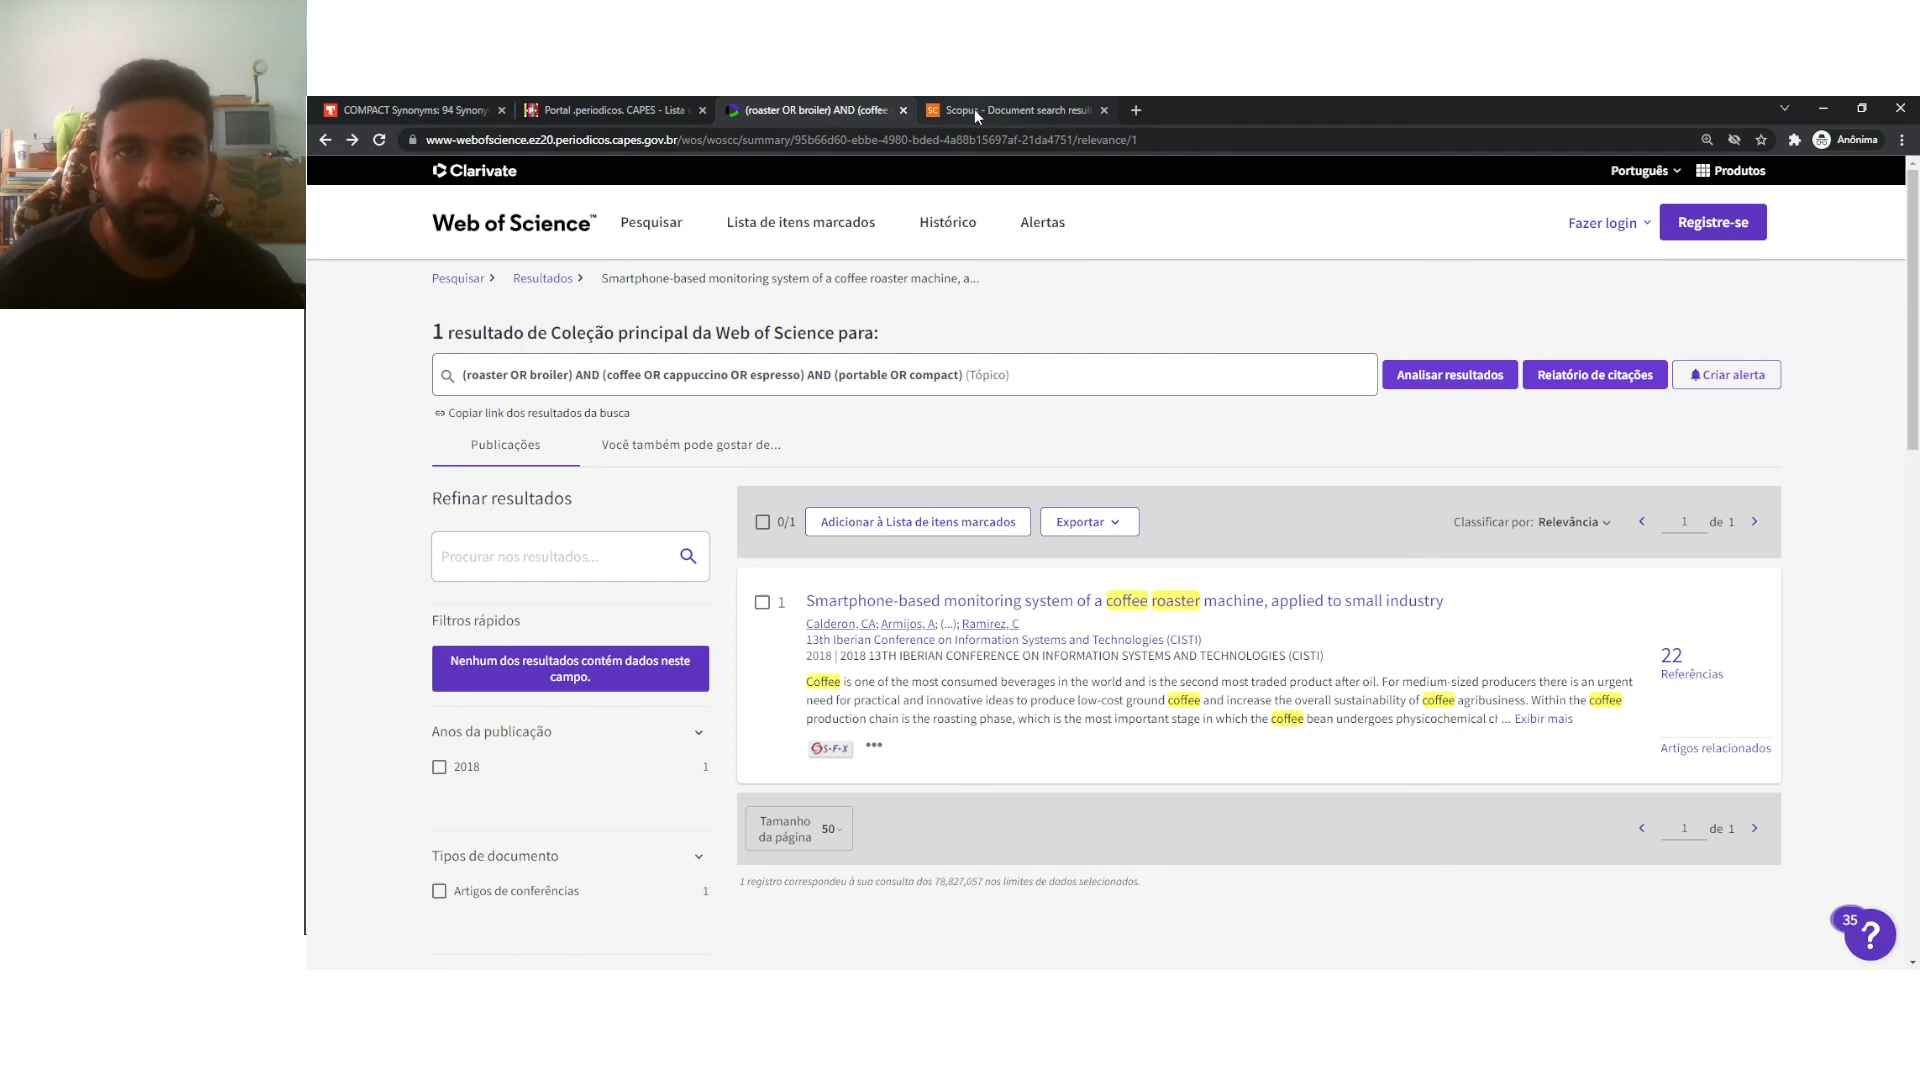 COMPACT Synonyms: 94 Synony
Portal .periodicos. CAPES - Lista
(roaster OR broiler) AND (coffee
SC
Scopus - Document search result
www-webofscience.ez20.periodicos.capes.gov.br/wos/woscc/summary/95b66d60-ebbe-4980-bded-4a88b15697af-21da4751/relevance/1
Anônima
Clarivate
Português
Produtos
Web of Science™
Pesquisar
Lista de itens marcados
Histórico
Alertas
Fazer login
Registre-se
Pesquisar > Resultados > Smartphone-based monitoring system of a coffee roaster machine, a...
1 resultado de Coleção principal da Web of Science para:
(roaster OR broiler) AND (coffee OR cappuccino OR espresso) AND (portable OR compact) (Tópico)
Analisar resultados
Relatório de citações
Criar alerta
Copiar link dos resultados da busca
Publicações
Você também pode gostar de...
Refinar resultados
Procurar nos resultados...
Filtros rápidos
Nenhum dos resultados contém dados neste
campo.
Anos da publicação
2018 1
Tipos de documento
Artigos de conferências 1
0/1
Adicionar à Lista de itens marcados
Exportar
Classificar por: Relevância
1 de 1
1
Smartphone-based monitoring system of a coffee roaster machine, applied to small industry
Calderon, CA; Armijos, A; (...); Ramirez, C
13th Iberian Conference on Information Systems and Technologies (CISTI)
2018 | 2018 13TH IBERIAN CONFERENCE ON INFORMATION SYSTEMS AND TECHNOLOGIES (CISTI)
Coffee is one of the most consumed beverages in the world and is the second most traded product after oil. For medium-sized producers there is an urgent
need for practical and innovative ideas to produce low-cost ground coffee and increase the overall sustainability of coffee agribusiness. Within the coffee
production chain is the roasting phase, which is the most important stage in which the coffee bean undergoes physicochemical cl ... Exibir mais
S·F·X
22
Referências
Artigos relacionados
Tamanho
da página
50
1 de 1
1 registro correspondeu à sua consulta dos 78,827,057 nos limites de dados selecionados.
35
?